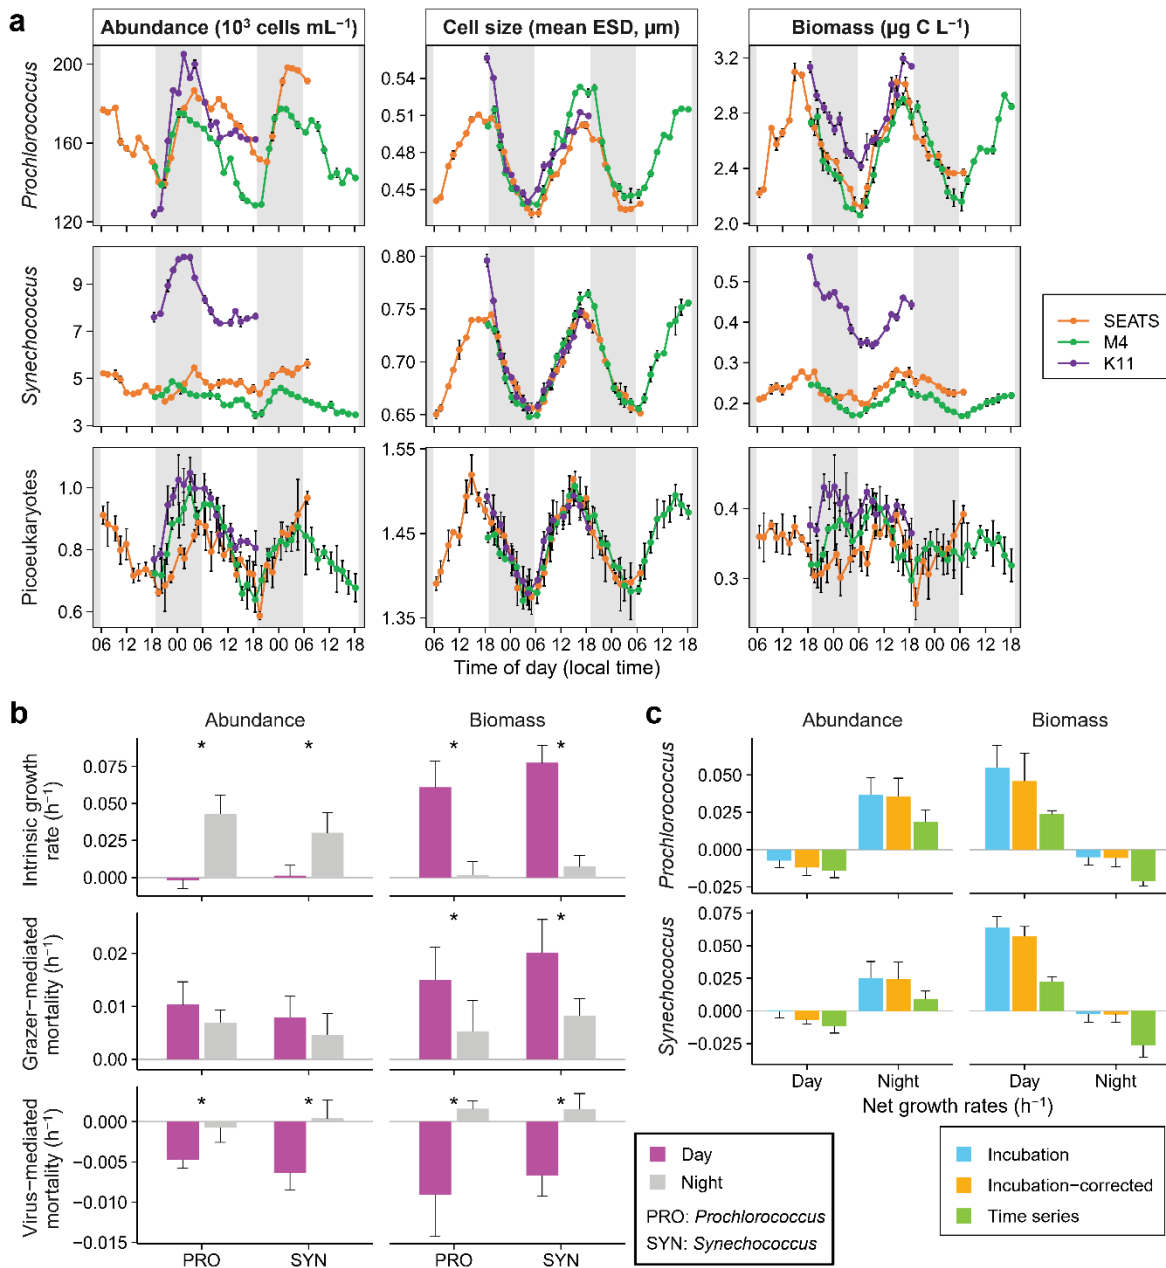 a
Abundance (10³ cells mL⁻¹)
Cell size (mean ESD, µm)
Biomass (µg C L⁻¹)
Prochlorococcus
200
160
120
0.54
0.51
0.48
0.45
3.2
2.8
2.4
2.0
Synechococcus
9
7
5
3
0.80
0.75
0.70
0.65
0.5
0.4
0.3
0.2
SEATS
M4
K11
Picoeukaryotes
1.0
0.8
0.6
1.55
1.45
1.35
0.4
0.3
06 12 18 00 06 12 18 00 06 12 18
06 12 18 00 06 12 18 00 06 12 18
06 12 18 00 06 12 18 00 06 12 18
Time of day (local time)
b
Abundance
Biomass
Intrinsic growth
rate (h⁻¹)
0.075
0.050
0.025
0.000
* * * *
Grazer−mediated
mortality (h⁻¹)
0.02
0.01
0.00
* *
Virus−mediated
mortality (h⁻¹)
0.000
−0.005
−0.010
−0.015
* * * *
PRO SYN PRO SYN
Day
Night
PRO: Prochlorococcus
SYN: Synechococcus
c
Abundance
Biomass
Prochlorococcus
0.050
0.025
0.000
−0.025
Synechococcus
0.075
0.050
0.025
0.000
−0.025
Day Night Day Night
Net growth rates (h⁻¹)
Incubation
Incubation−corrected
Time series